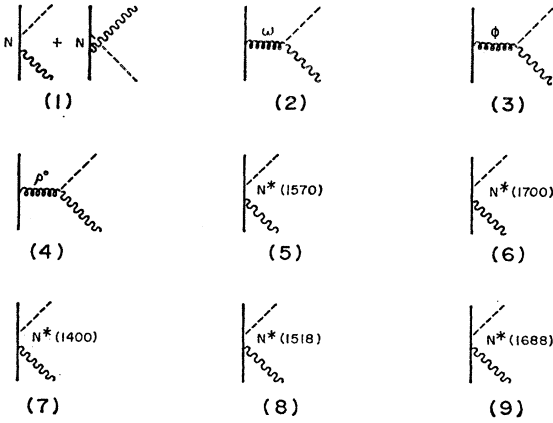 N + N ω φ
(1) (2) (3)
ρ° N*(1570) N*(1700)
(4) (5) (6)
N*(1400) N*(1518) N*(1688)
(7) (8) (9)